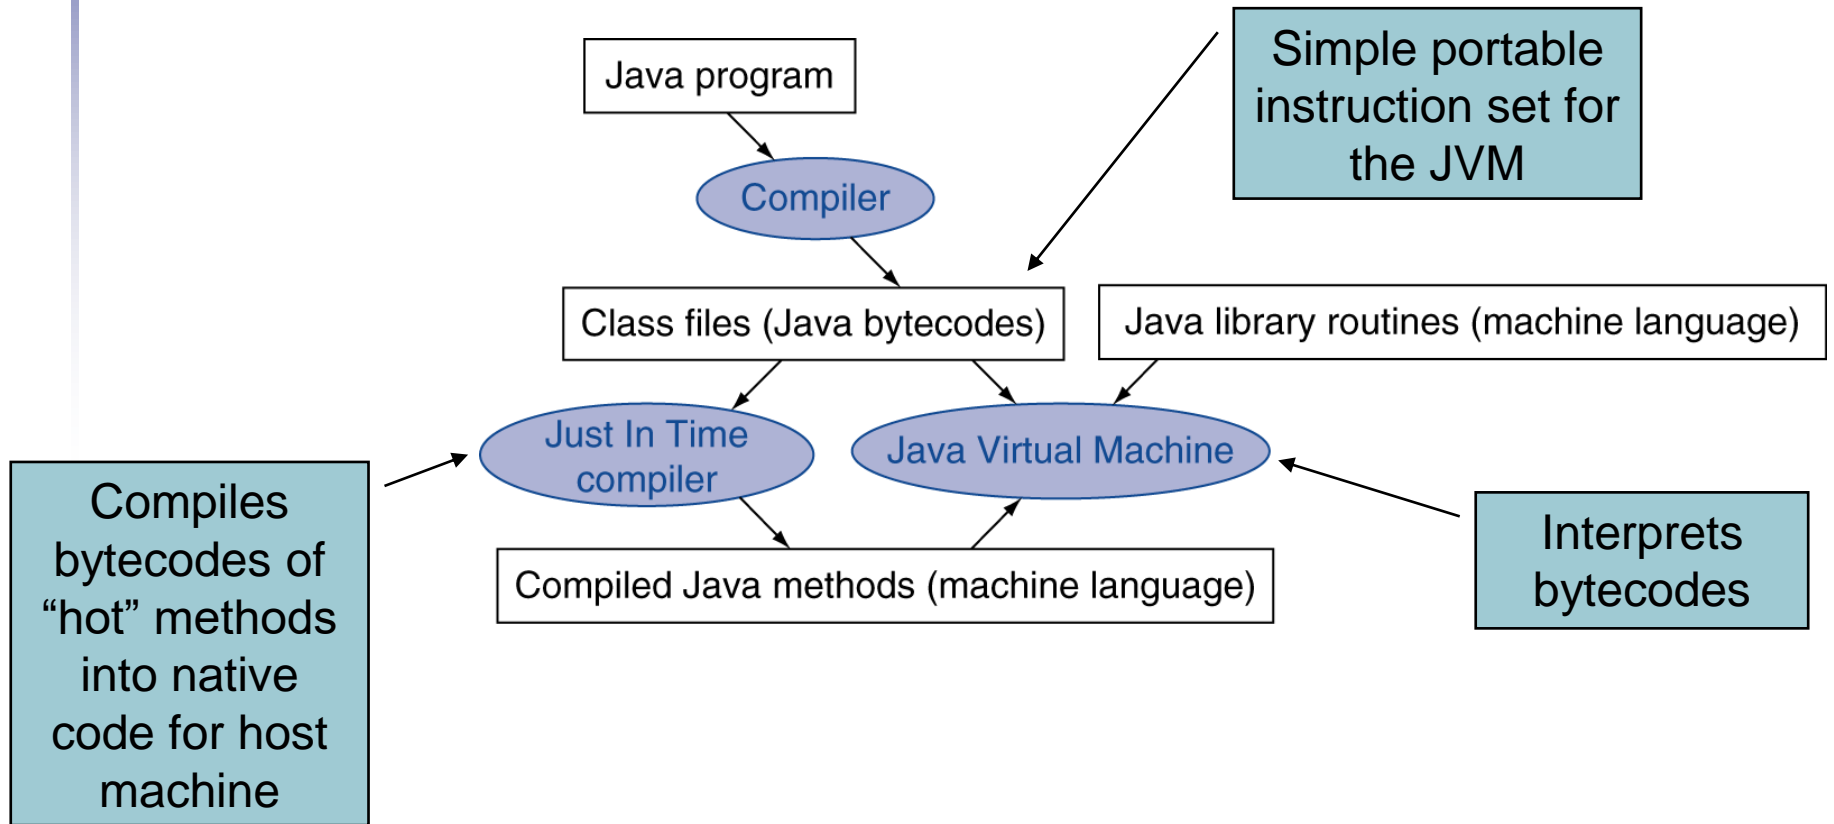 Java program
Simple portable
instruction set for
the JVM
Compiler
Class files (Java bytecodes)
Java library routines (machine language)
Just In Time
compiler
Java Virtual Machine
Compiles
bytecodes of
“hot” methods
into native
code for host
machine
Interprets
bytecodes
Compiled Java methods (machine language)